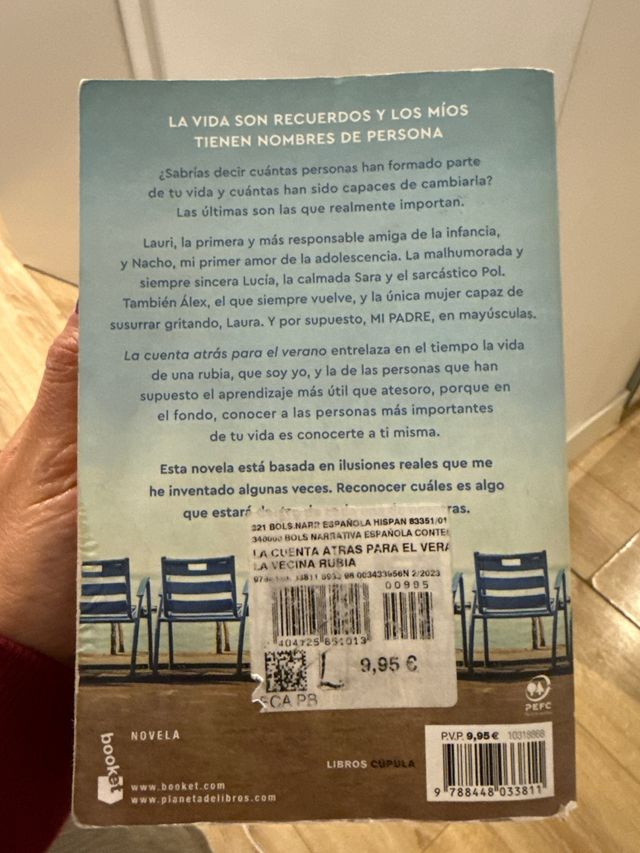 LA VIDA SON RECUERDOS Y LOS MÍOS
TIENEN NOMBRES DE PERSONA
¿Sabrías decir cuántas personas han formado parte
de tu vida y cuántas han sido capaces de cambiarla?
Las últimas son las que realmente importan.
Lauri, la primera y más responsable amiga de la infancia,
y Nacho, mi primer amor de la adolescencia. La malhumorada y
siempre sincera Lucía, la calmada Sara y el sarcástico Pol.
También Álex, el que siempre vuelve, y la única mujer capaz de
susurrar gritando, Laura. Y por supuesto, MI PADRE, en mayúsculas.
La cuenta atrás para el verano entrelaza en el tiempo la vida
de una rubia, que soy yo, y la de las personas que han
supuesto el aprendizaje más útil que atesoro, porque en
el fondo, conocer a las personas más importantes
de tu vida es conocerte a ti misma.
Esta novela está basada en ilusiones reales que me
he inventado algunas veces. Reconocer cuáles es algo
que estará
321 BOLS.NARR ESPAÑOLA HISPAN 83351/01
BOLS NARRATIVA ESPAÑOLA CONTE
LA CUENTA ATRAS PARA EL VERA
LA VECINA RUBIA
003433956N 2/2023
00995
404725 851013
9,95 €
SCA PB
PEFC
booket
NOVELA
www.booket.com
www.planetadelibros.com
LIBROS CÚPULA
P.V.P. 9,95 € 10318868
9 788448 033811